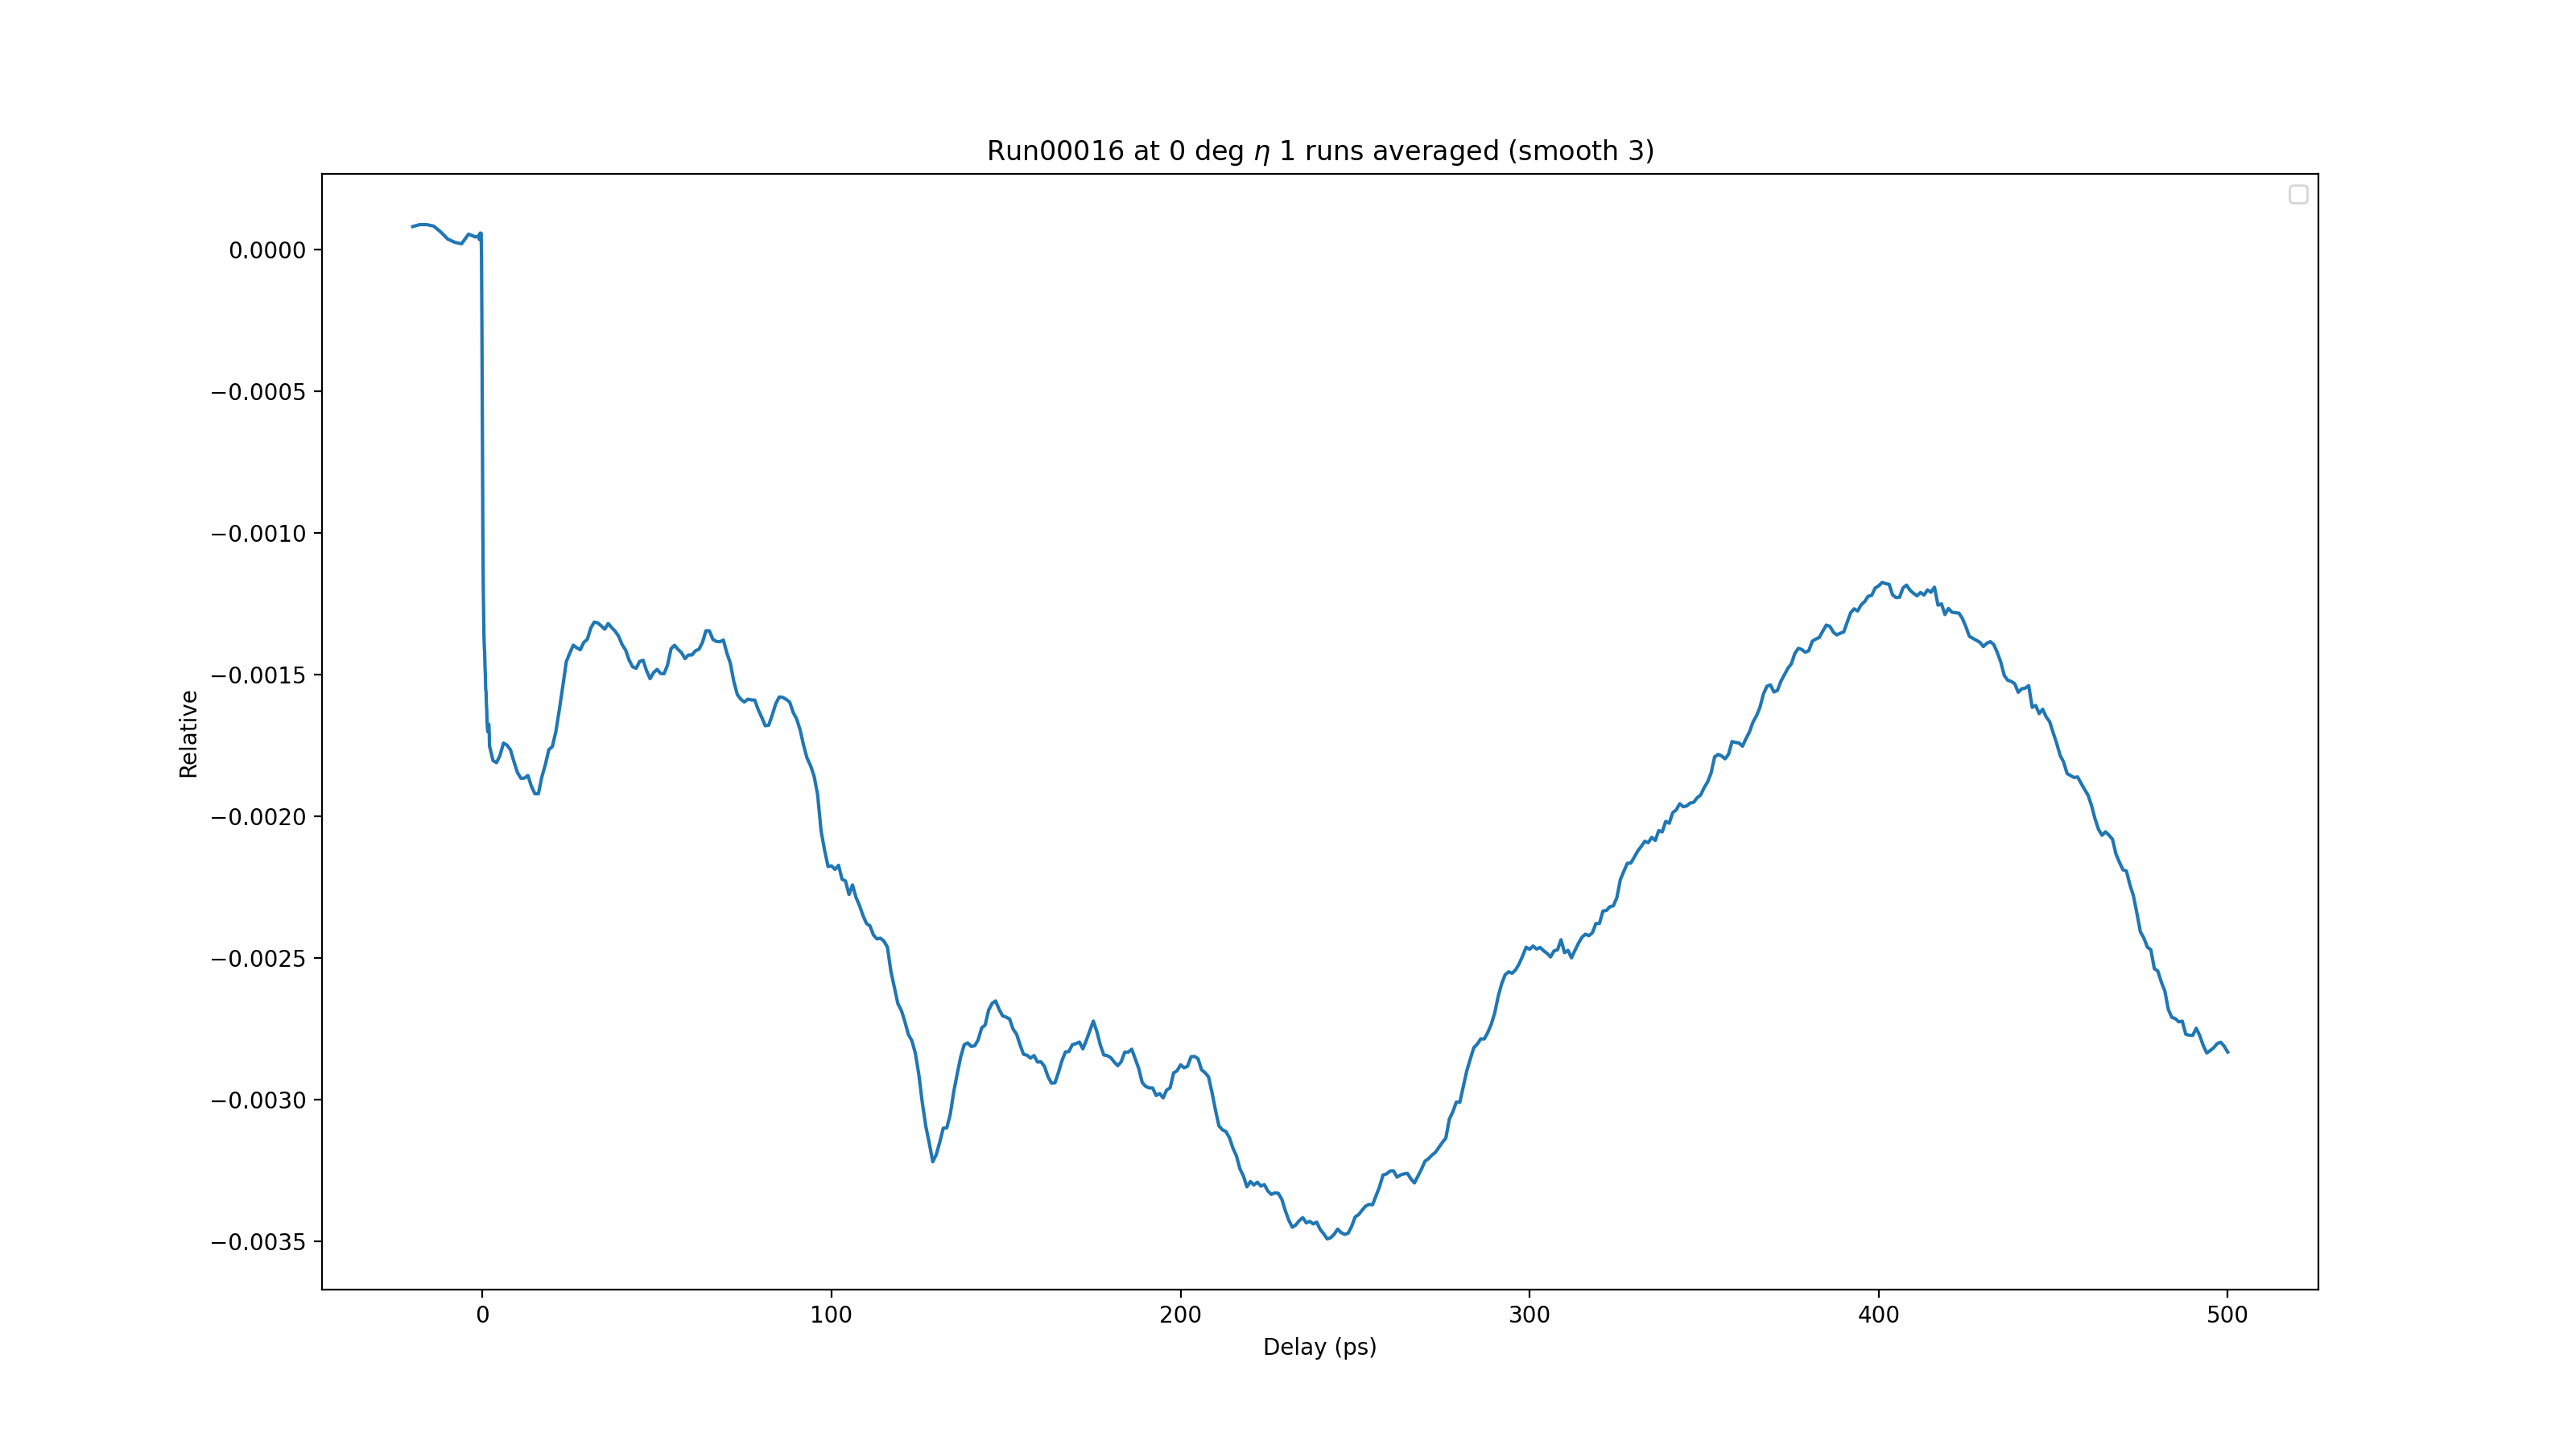 Run00016 at 0 deg η 1 runs averaged (smooth 3)
0.0000
−0.0005
−0.0010
−0.0015
−0.0020
−0.0025
−0.0030
−0.0035
Relative
0 100 200 300 400 500
Delay (ps)